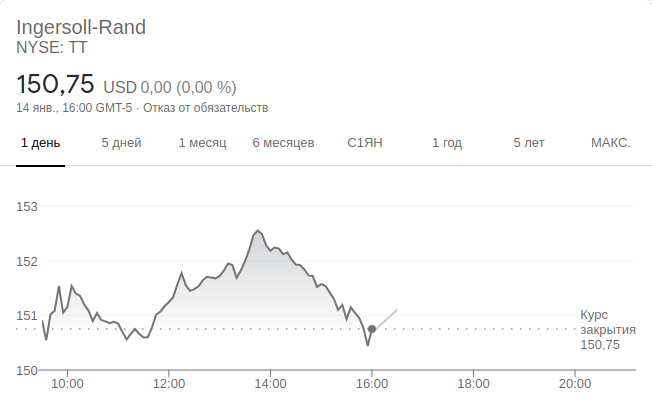 Ingersoll-Rand
NYSE: TT
150,75 USD 0,00 (0,00 %)
14 янв., 16:00 GMT-5 · Отказ от обязательств
1 день 5 дней 1 месяц 6 месяцев С1ЯН 1 год 5 лет МАКС.
153
152
151
150
Курс
закрытия
150,75
10:00 12:00 14:00 16:00 18:00 20:00